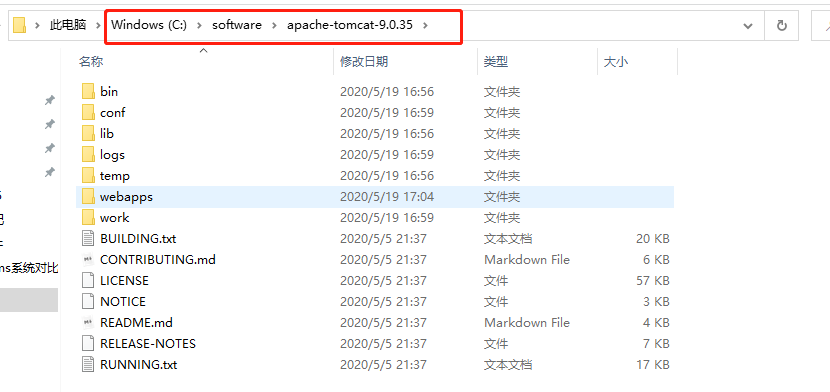 此电脑 Windows (C:) software apache-tomcat-9.0.35
名称 修改日期 类型 大小
bin 2020/5/19 16:56 文件夹
conf 2020/5/19 16:59 文件夹
lib 2020/5/19 16:56 文件夹
logs 2020/5/19 16:59 文件夹
temp 2020/5/19 16:56 文件夹
webapps 2020/5/19 17:04 文件夹
work 2020/5/19 16:59 文件夹
BUILDING.txt 2020/5/5 21:37 文本文档 20 KB
CONTRIBUTING.md 2020/5/5 21:37 Markdown File 6 KB
ms系统对比
LICENSE 2020/5/5 21:37 文件 57 KB
NOTICE 2020/5/5 21:37 文件 3 KB
README.md 2020/5/5 21:37 Markdown File 4 KB
RELEASE-NOTES 2020/5/5 21:37 文件 7 KB
RUNNING.txt 2020/5/5 21:37 文本文档 17 KB